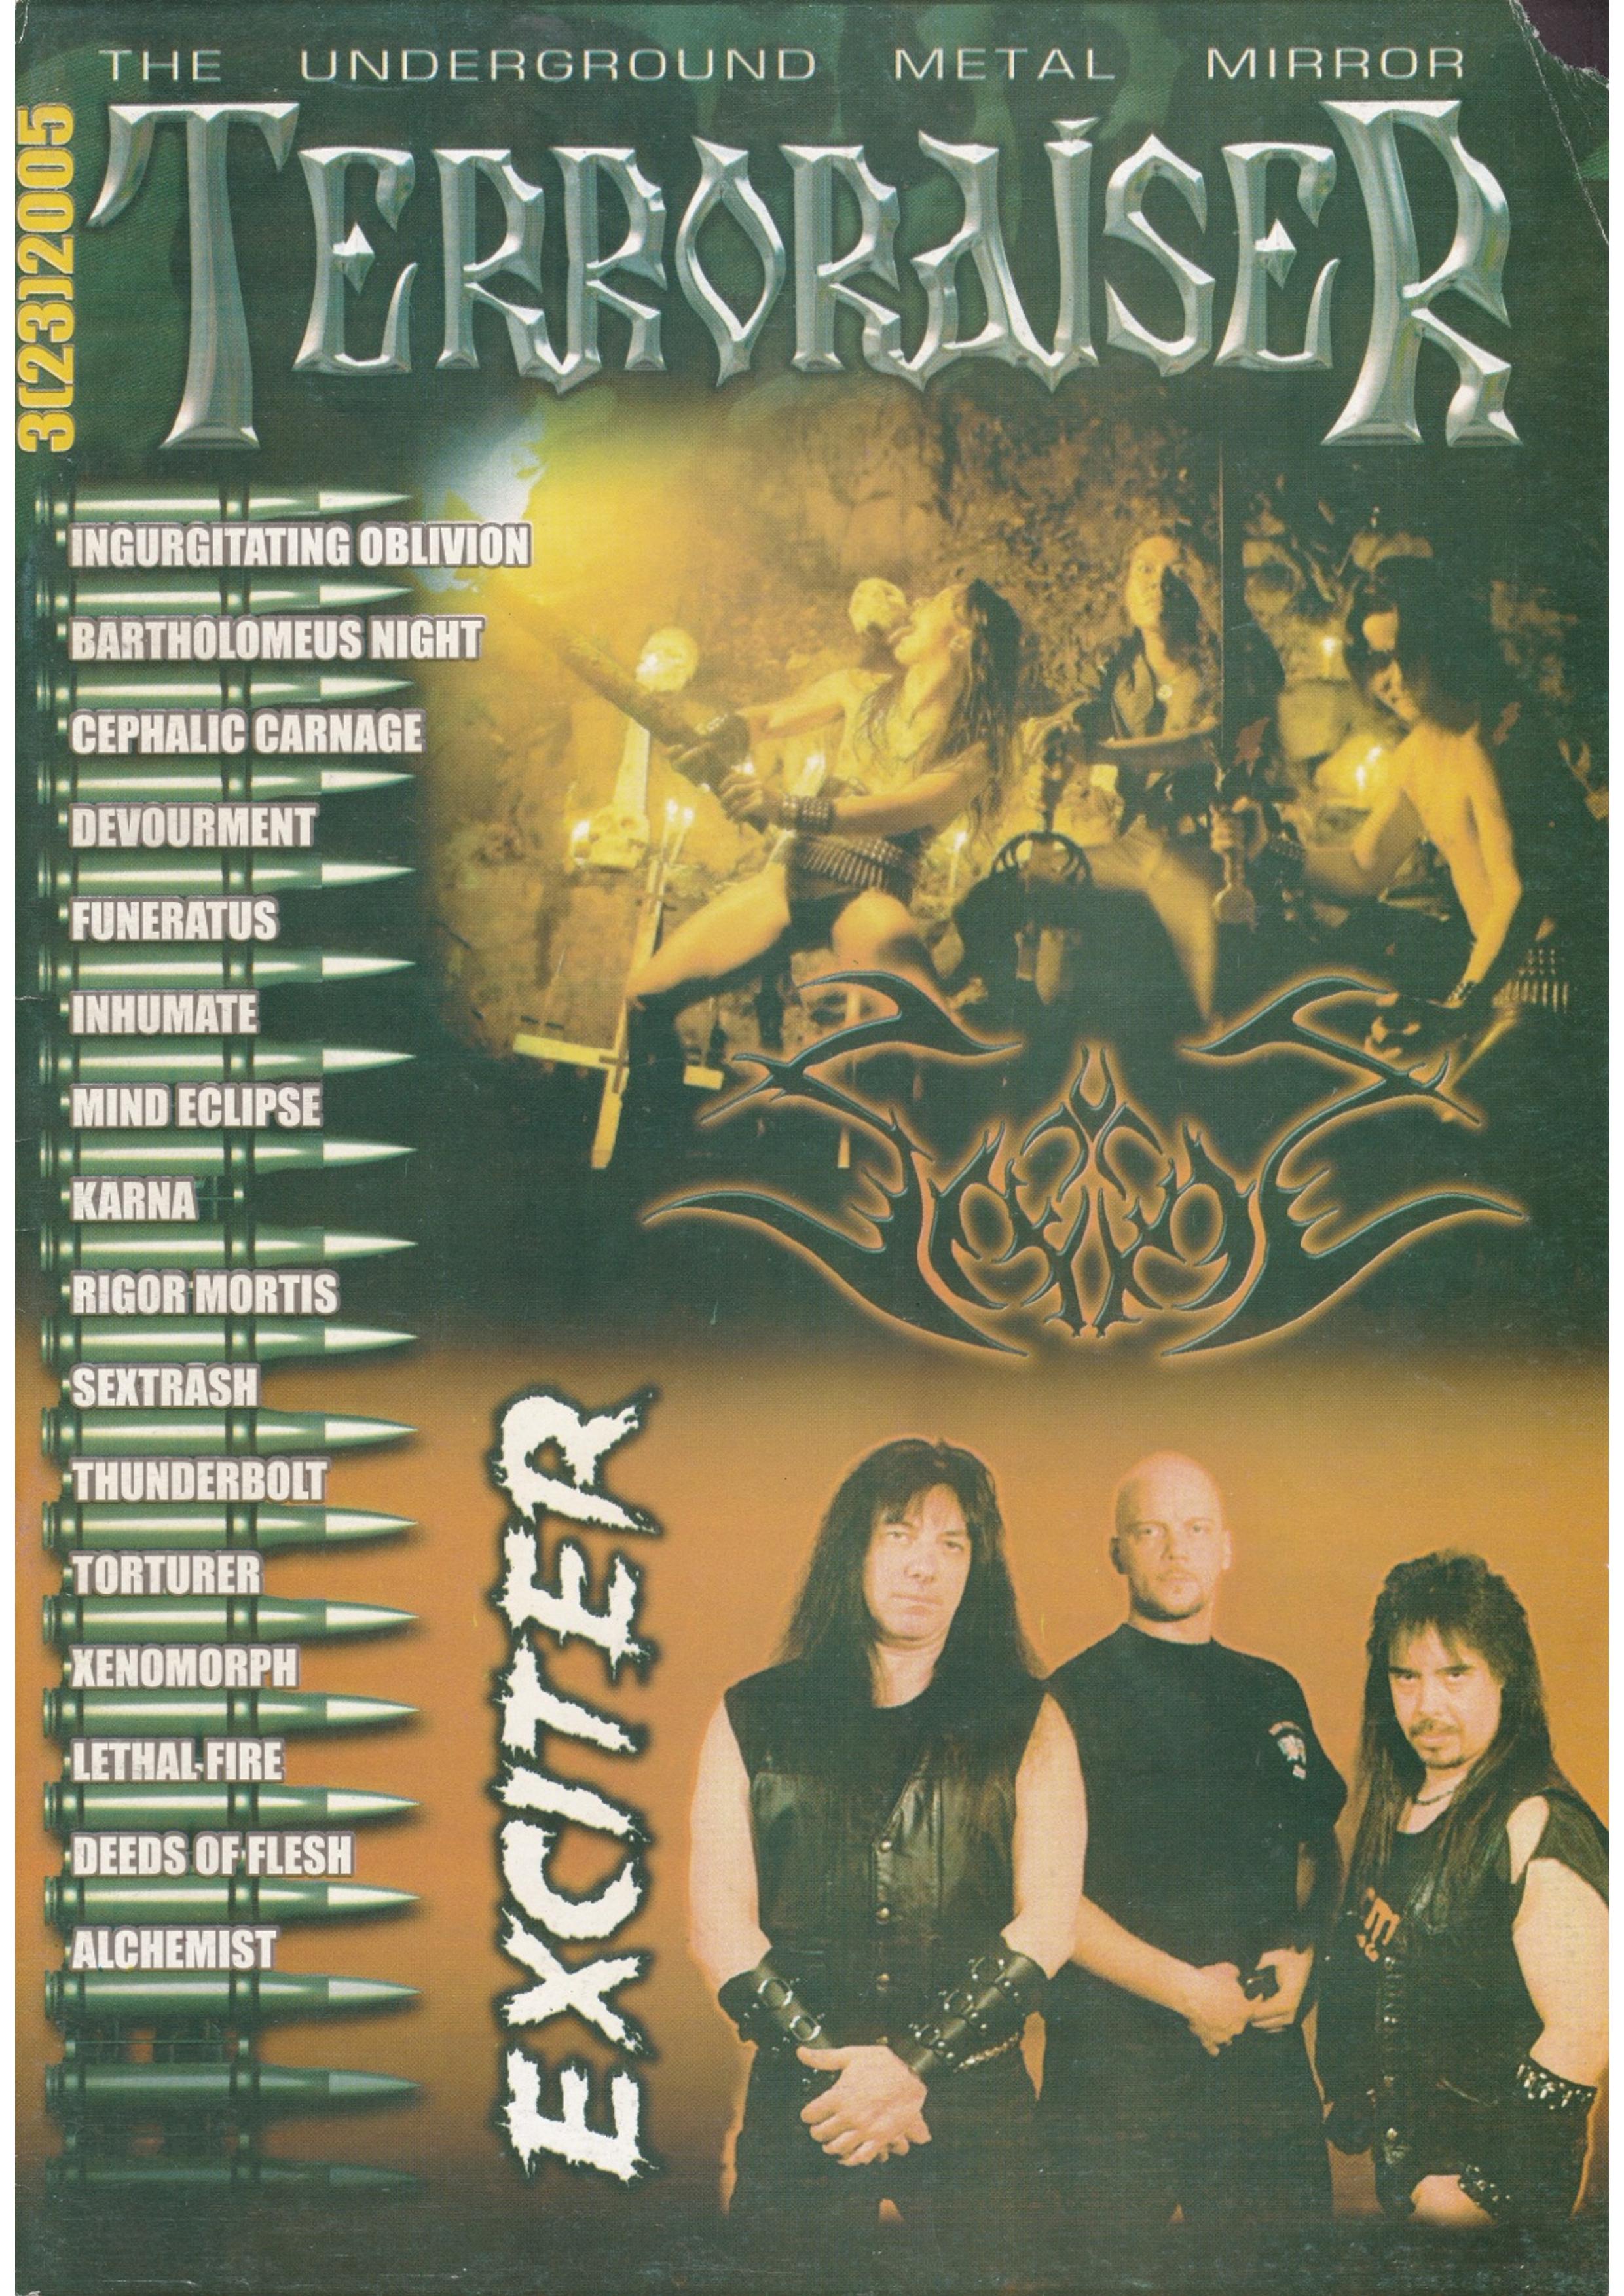 THE UNDERGROUND METAL MIRROR
TERRORAISER
3(23)2005
INGURGITATING OBLIVION
BARTHOLOMEUS NIGHT
CEPHALIC CARNAGE
DEVOURMENT
FUNERATUS
INHUMATE
MIND ECLIPSE
KARNA
RIGOR MORTIS
SEXTRASH
THUNDERBOLT
TORTURER
XENOMORPH
LETHAL FIRE
DEEDS OF FLESH
ALCHEMIST
EXCITER